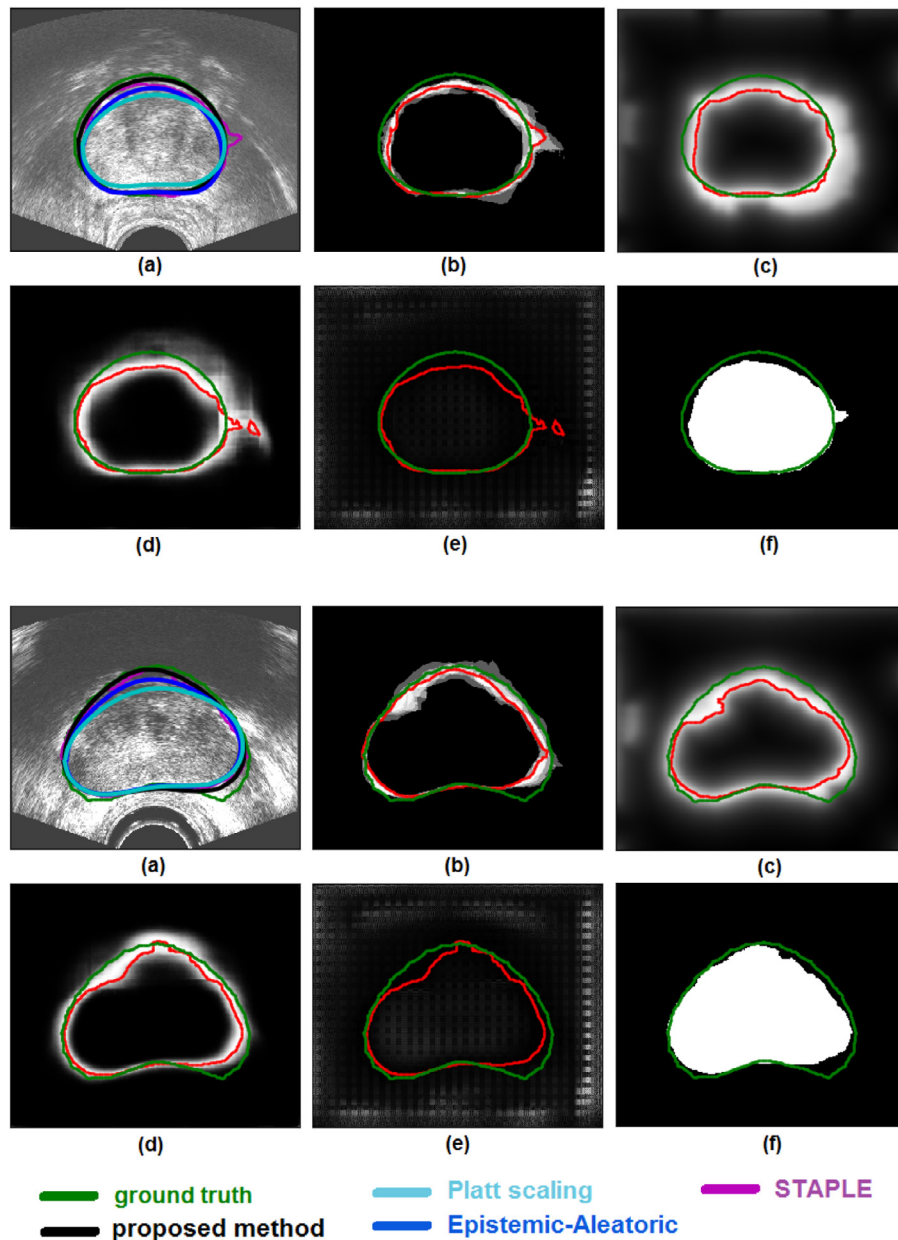 (a) (b) (c)
(d) (e) (f)
(a) (b) (c)
(d) (e) (f)
ground truth Platt scaling STAPLE
proposed method Epistemic-Aleatoric